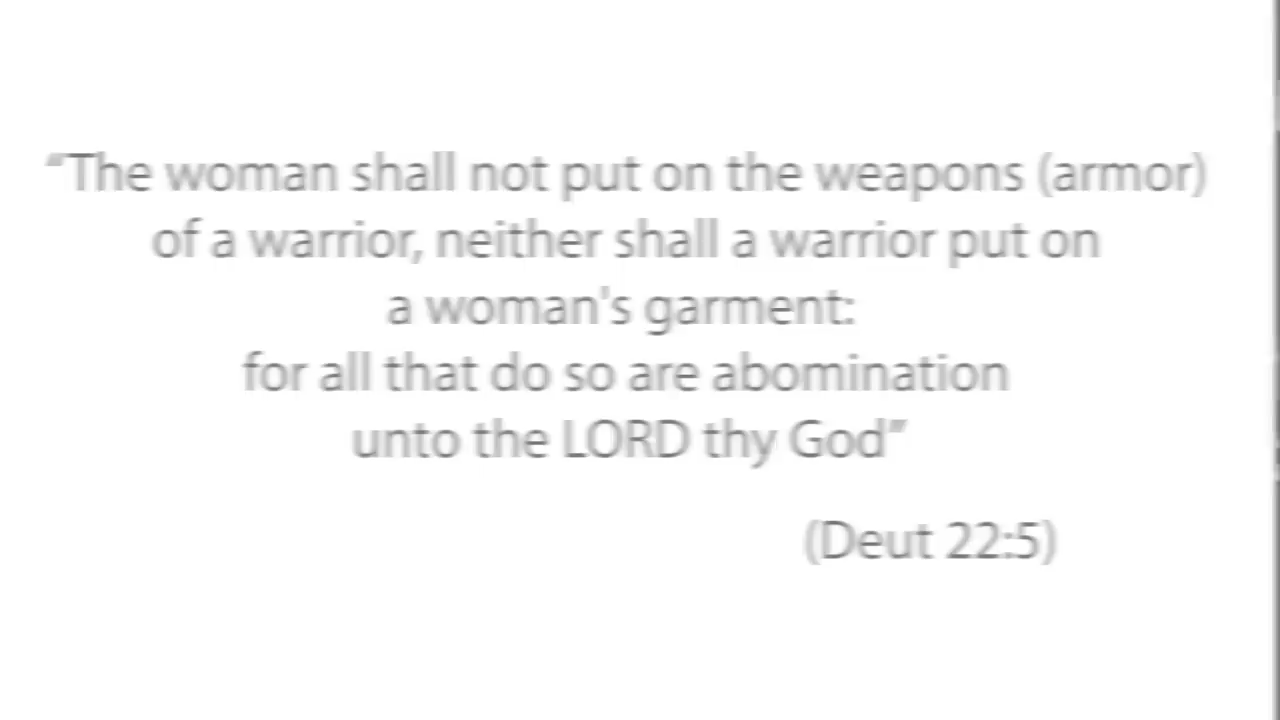 “The woman shall not put on the weapons (armor)
of a warrior, neither shall a warrior put on
a woman's garment:
for all that do so are abomination
unto the LORD thy God”
(Deut 22:5)